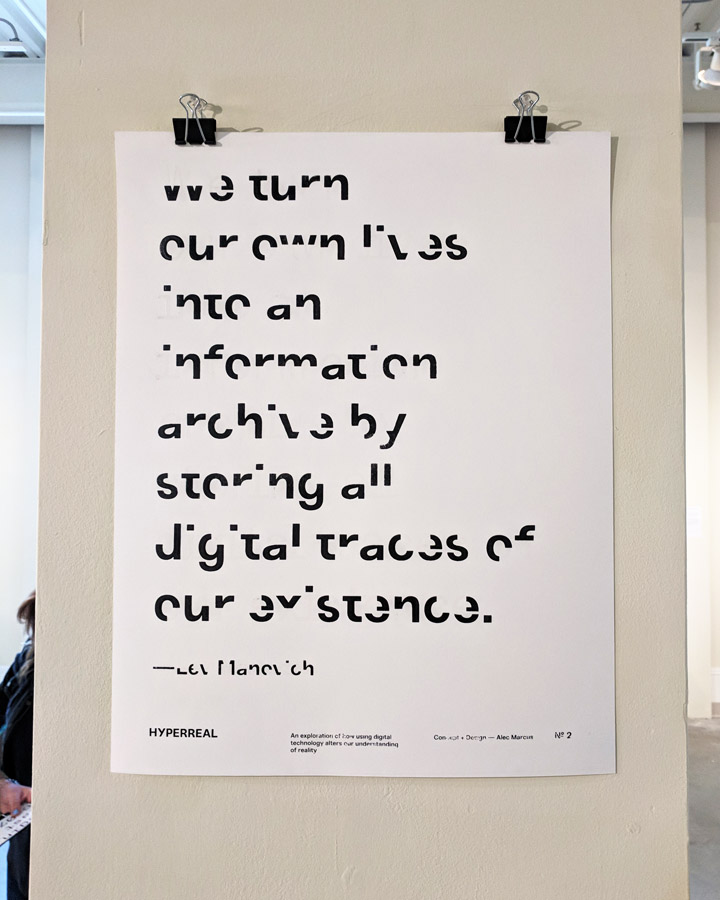 We turn
our own lives
into an
information
archive by
storing all
digital traces of
our existence.
—Lev Manovich
HYPERREAL
An exploration of how using digital
technology alters our understanding
of reality
Concept + Design — Alec Marcus
Nº 2